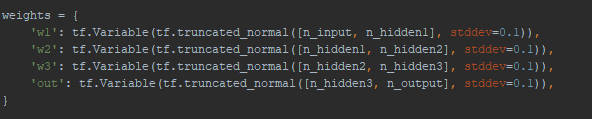 weights = {
    'w1': tf.Variable(tf.truncated_normal([n_input, n_hidden1], stddev=0.1)),
    'w2': tf.Variable(tf.truncated_normal([n_hidden1, n_hidden2], stddev=0.1)),
    'w3': tf.Variable(tf.truncated_normal([n_hidden2, n_hidden3], stddev=0.1)),
    'out': tf.Variable(tf.truncated_normal([n_hidden3, n_output], stddev=0.1)),
}